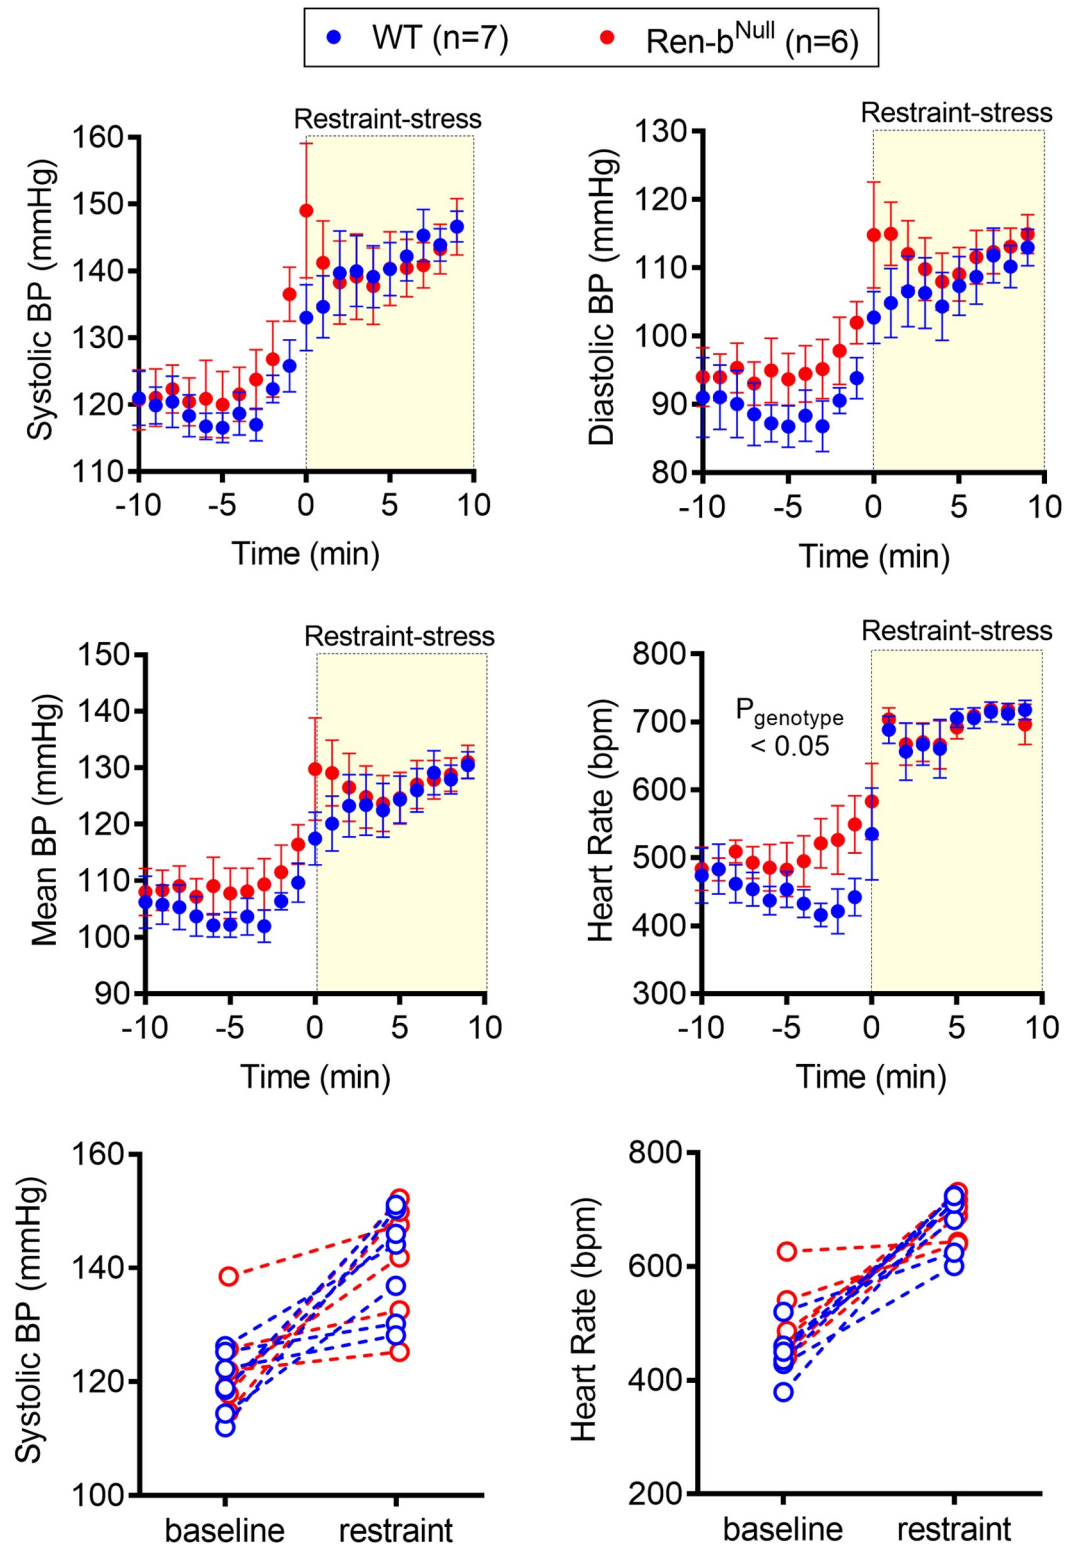 WT (n=7) Ren-b^Null (n=6)
Restraint-stress
160
150
140
130
120
110
-10 -5 0 5 10
Systolic BP (mmHg)
Time (min)
Restraint-stress
130
120
110
100
90
80
-10 -5 0 5 10
Diastolic BP (mmHg)
Time (min)
Restraint-stress
150
140
130
120
110
100
90
-10 -5 0 5 10
Mean BP (mmHg)
Time (min)
Restraint-stress
800
700
600
500
400
300
P_genotype
< 0.05
-10 -5 0 5 10
Heart Rate (bpm)
Time (min)
160
140
120
100
Systolic BP (mmHg)
baseline restraint
800
600
400
200
Heart Rate (bpm)
baseline restraint